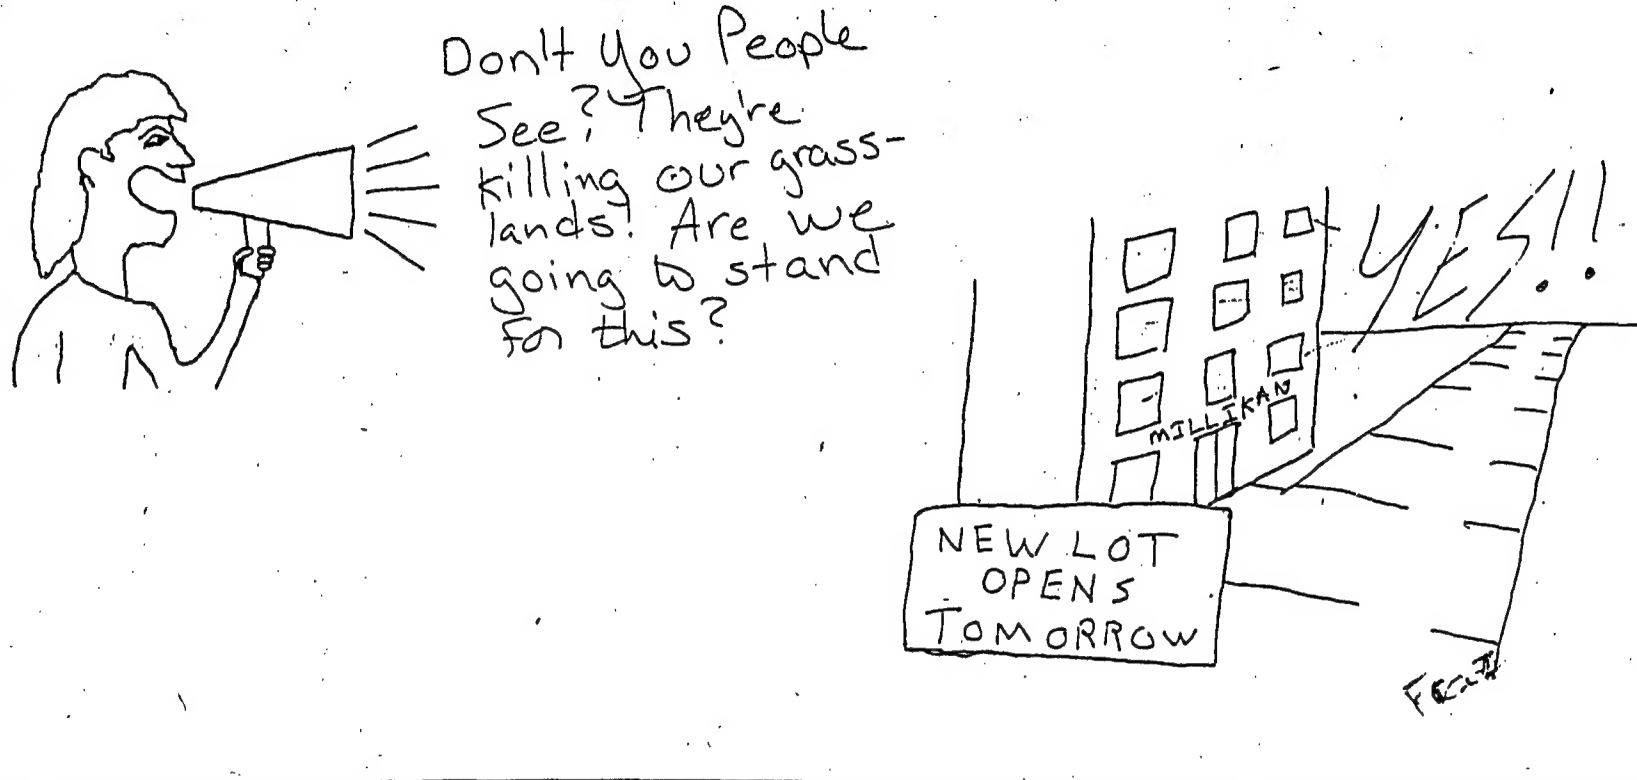 Don't You People
See? They're
killing our grass-
lands! Are we
going to stand
for this?
YES!!
MILLIKAN
NEW LOT
OPENS
TOMORROW